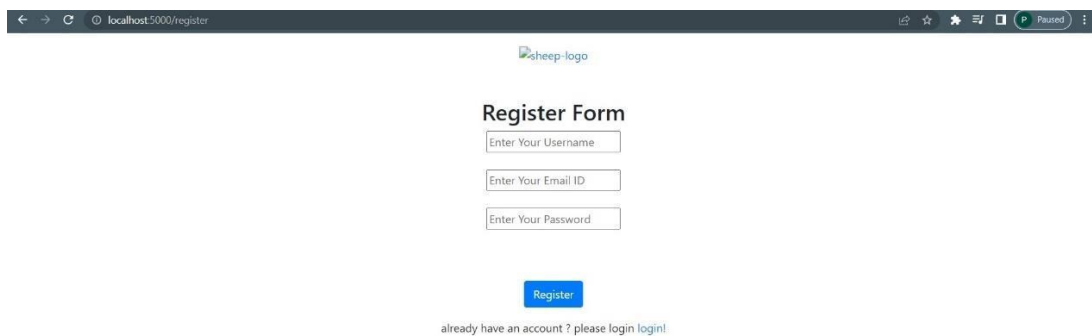 localhost:5000/register
P Paused
sheep-logo
Register Form
Enter Your Username
Enter Your Email ID
Enter Your Password
Register
already have an account ? please login login!